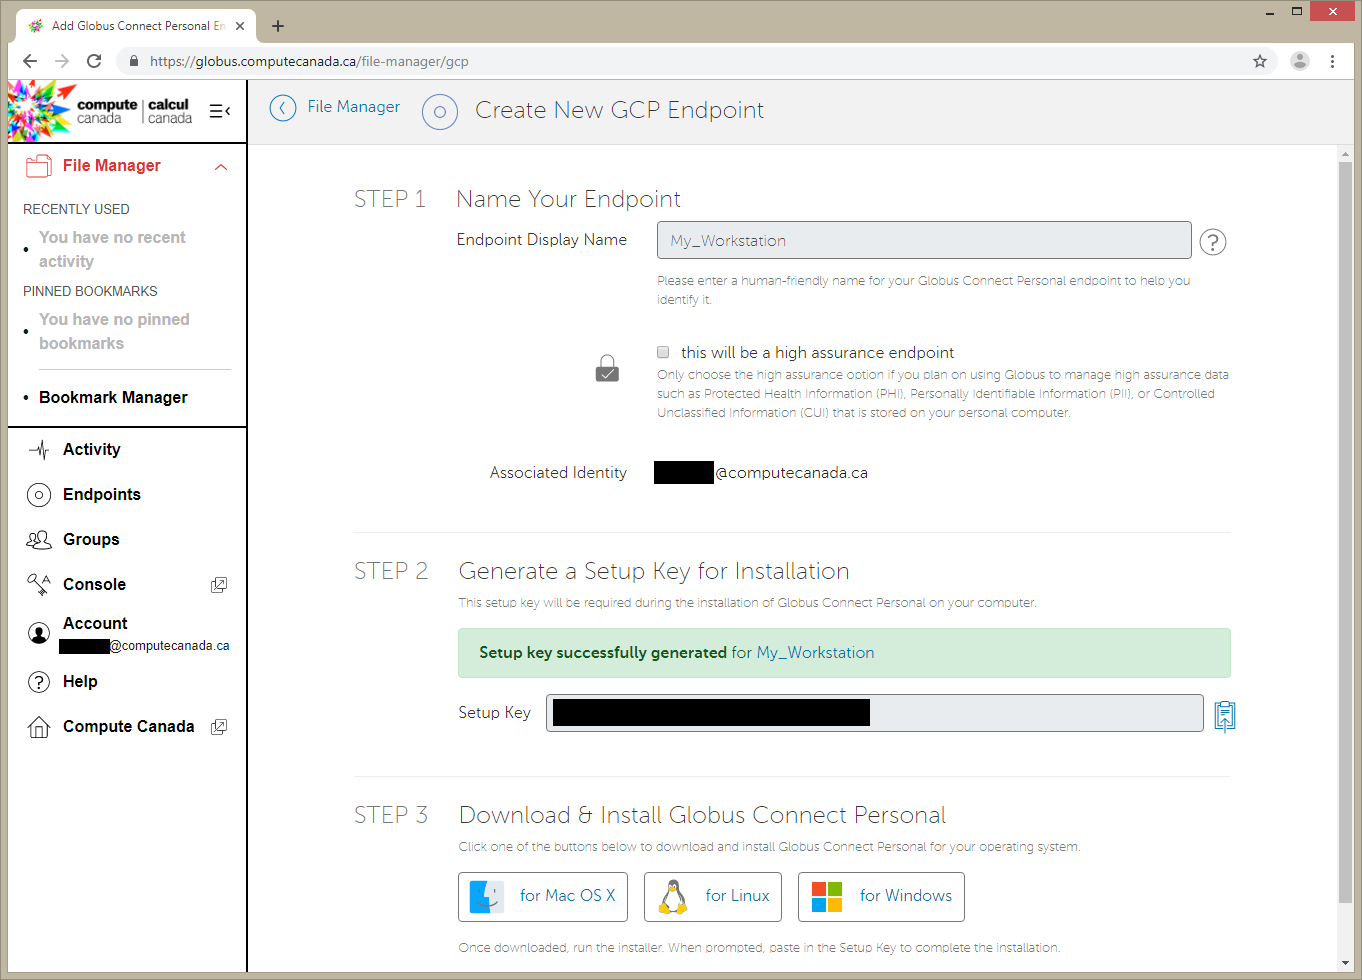 Add Globus Connect Personal En
https://globus.computecanada.ca/file-manager/gcp
compute calcul
canada canada
File Manager
RECENTLY USED
You have no recent
activity
PINNED BOOKMARKS
You have no pinned
bookmarks
Bookmark Manager
Activity
Endpoints
Groups
Console
Account
@computecanada.ca
Help
Compute Canada
File Manager
Create New GCP Endpoint
STEP 1 Name Your Endpoint
Endpoint Display Name My_Workstation ?
Please enter a human-friendly name for your Globus Connect Personal endpoint to help you
identify it.
this will be a high assurance endpoint
Only choose the high assurance option if you plan on using Globus to manage high assurance data
such as Protected Health Information (PHI), Personally Identifiable Information (PII), or Controlled
Unclassified Information (CUI) that is stored on your personal computer.
Associated Identity @computecanada.ca
STEP 2 Generate a Setup Key for Installation
This setup key will be required during the installation of Globus Connect Personal on your computer.
Setup key successfully generated for My_Workstation
Setup Key
STEP 3 Download & Install Globus Connect Personal
Click one of the buttons below to download and install Globus Connect Personal for your operating system.
for Mac OS X for Linux for Windows
Once downloaded, run the installer. When prompted, paste in the Setup Key to complete the installation.